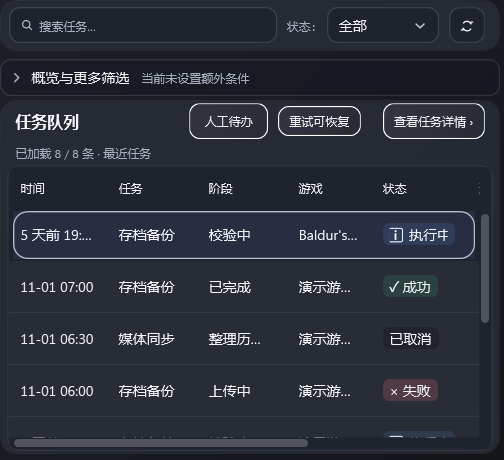 搜索任务... 状态: 全部
概览与更多筛选 当前未设置额外条件
任务队列 人工待办 重试可恢复 查看任务详情 ›
已加载 8 / 8 条 · 最近任务
时间 任务 阶段 游戏 状态
5 天前 19:... 存档备份 校验中 Baldur's... 执行中
11-01 07:00 存档备份 已完成 演示游... ✓ 成功
11-01 06:30 媒体同步 整理历... 演示游... 已取消
11-01 06:00 存档备份 上传中 演示游... × 失败